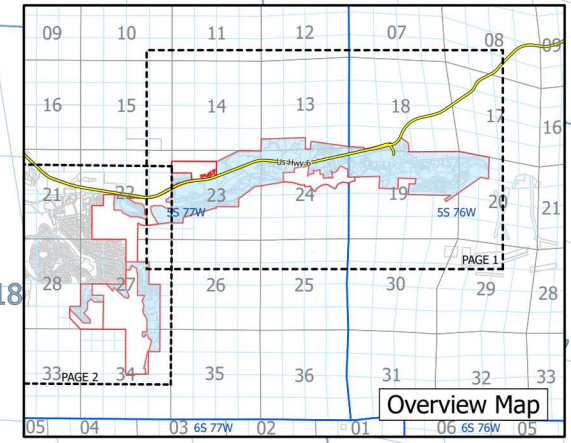 09 10 11 12 07 08 09
16 15 14 13 18 17 16
Us Hwy 6
21 22 23 24 19 20 21
5S 77W 5S 76W
PAGE 1
28 27 26 25 30 29 28
18
33 34 35 36 31 32 33
PAGE 2
Overview Map
05 04 03 6S 77W 02 01 06 6S 76W 05